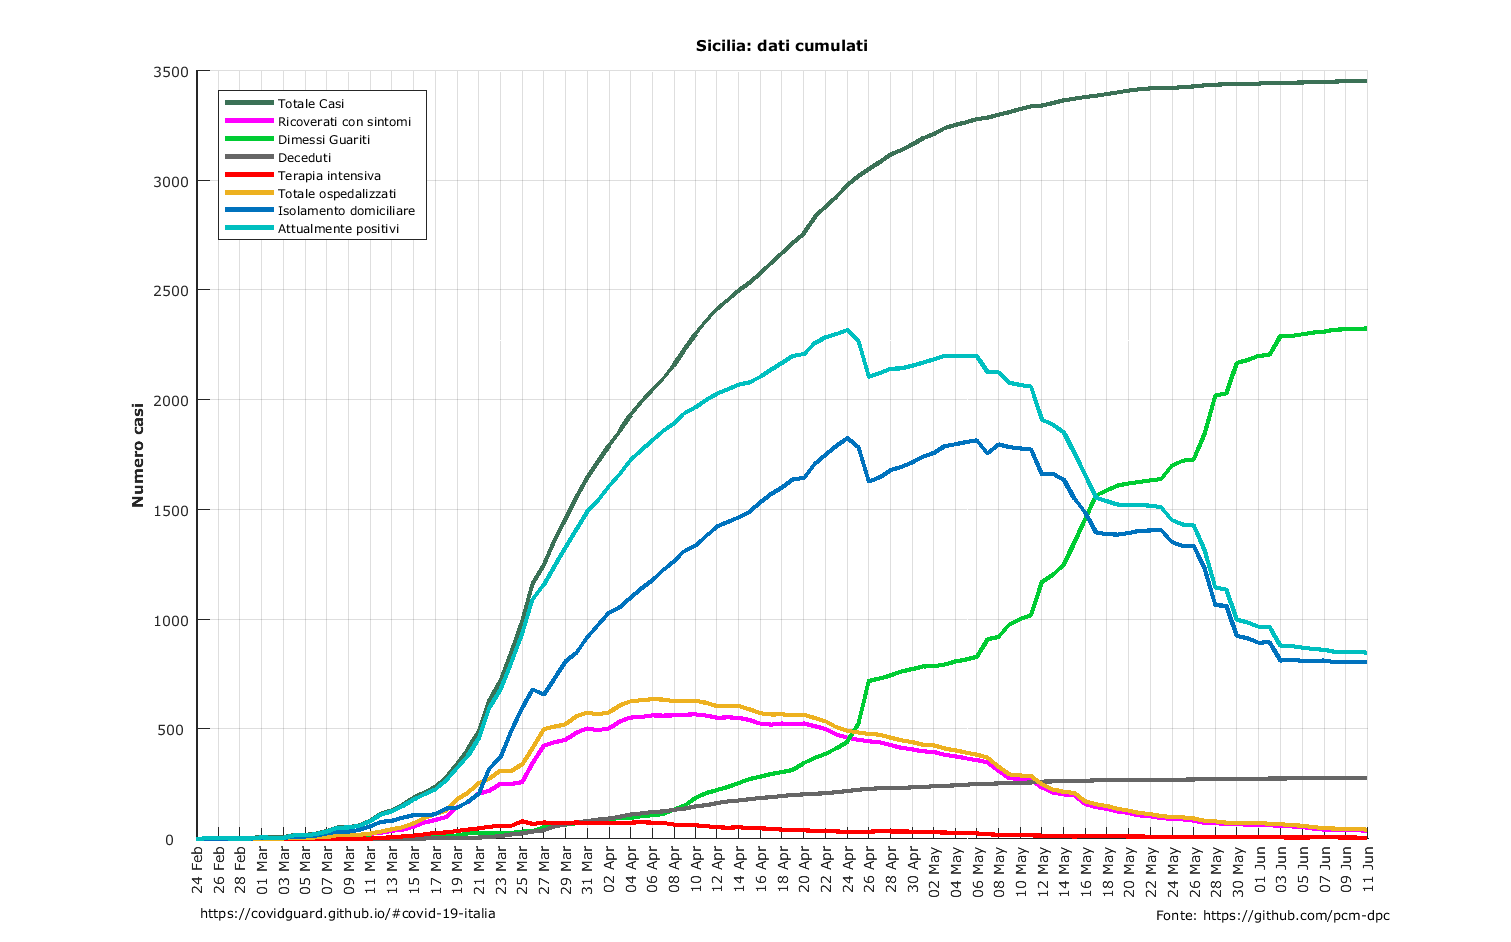 Sicilia: dati cumulati
Numero casi
3500
3000
2500
2000
1500
1000
500
0
Totale Casi
Ricoverati con sintomi
Dimessi Guariti
Deceduti
Terapia intensiva
Totale ospedalizzati
Isolamento domiciliare
Attualmente positivi
24 Feb
26 Feb
28 Feb
01 Mar
03 Mar
05 Mar
07 Mar
09 Mar
11 Mar
13 Mar
15 Mar
17 Mar
19 Mar
21 Mar
23 Mar
25 Mar
27 Mar
29 Mar
31 Mar
02 Apr
04 Apr
06 Apr
08 Apr
10 Apr
12 Apr
14 Apr
16 Apr
18 Apr
20 Apr
22 Apr
24 Apr
26 Apr
28 Apr
30 Apr
02 May
04 May
06 May
08 May
10 May
12 May
14 May
16 May
18 May
20 May
22 May
24 May
26 May
28 May
30 May
01 Jun
03 Jun
05 Jun
07 Jun
09 Jun
11 Jun
https://covidguard.github.io/#covid-19-italia
Fonte: https://github.com/pcm-dpc